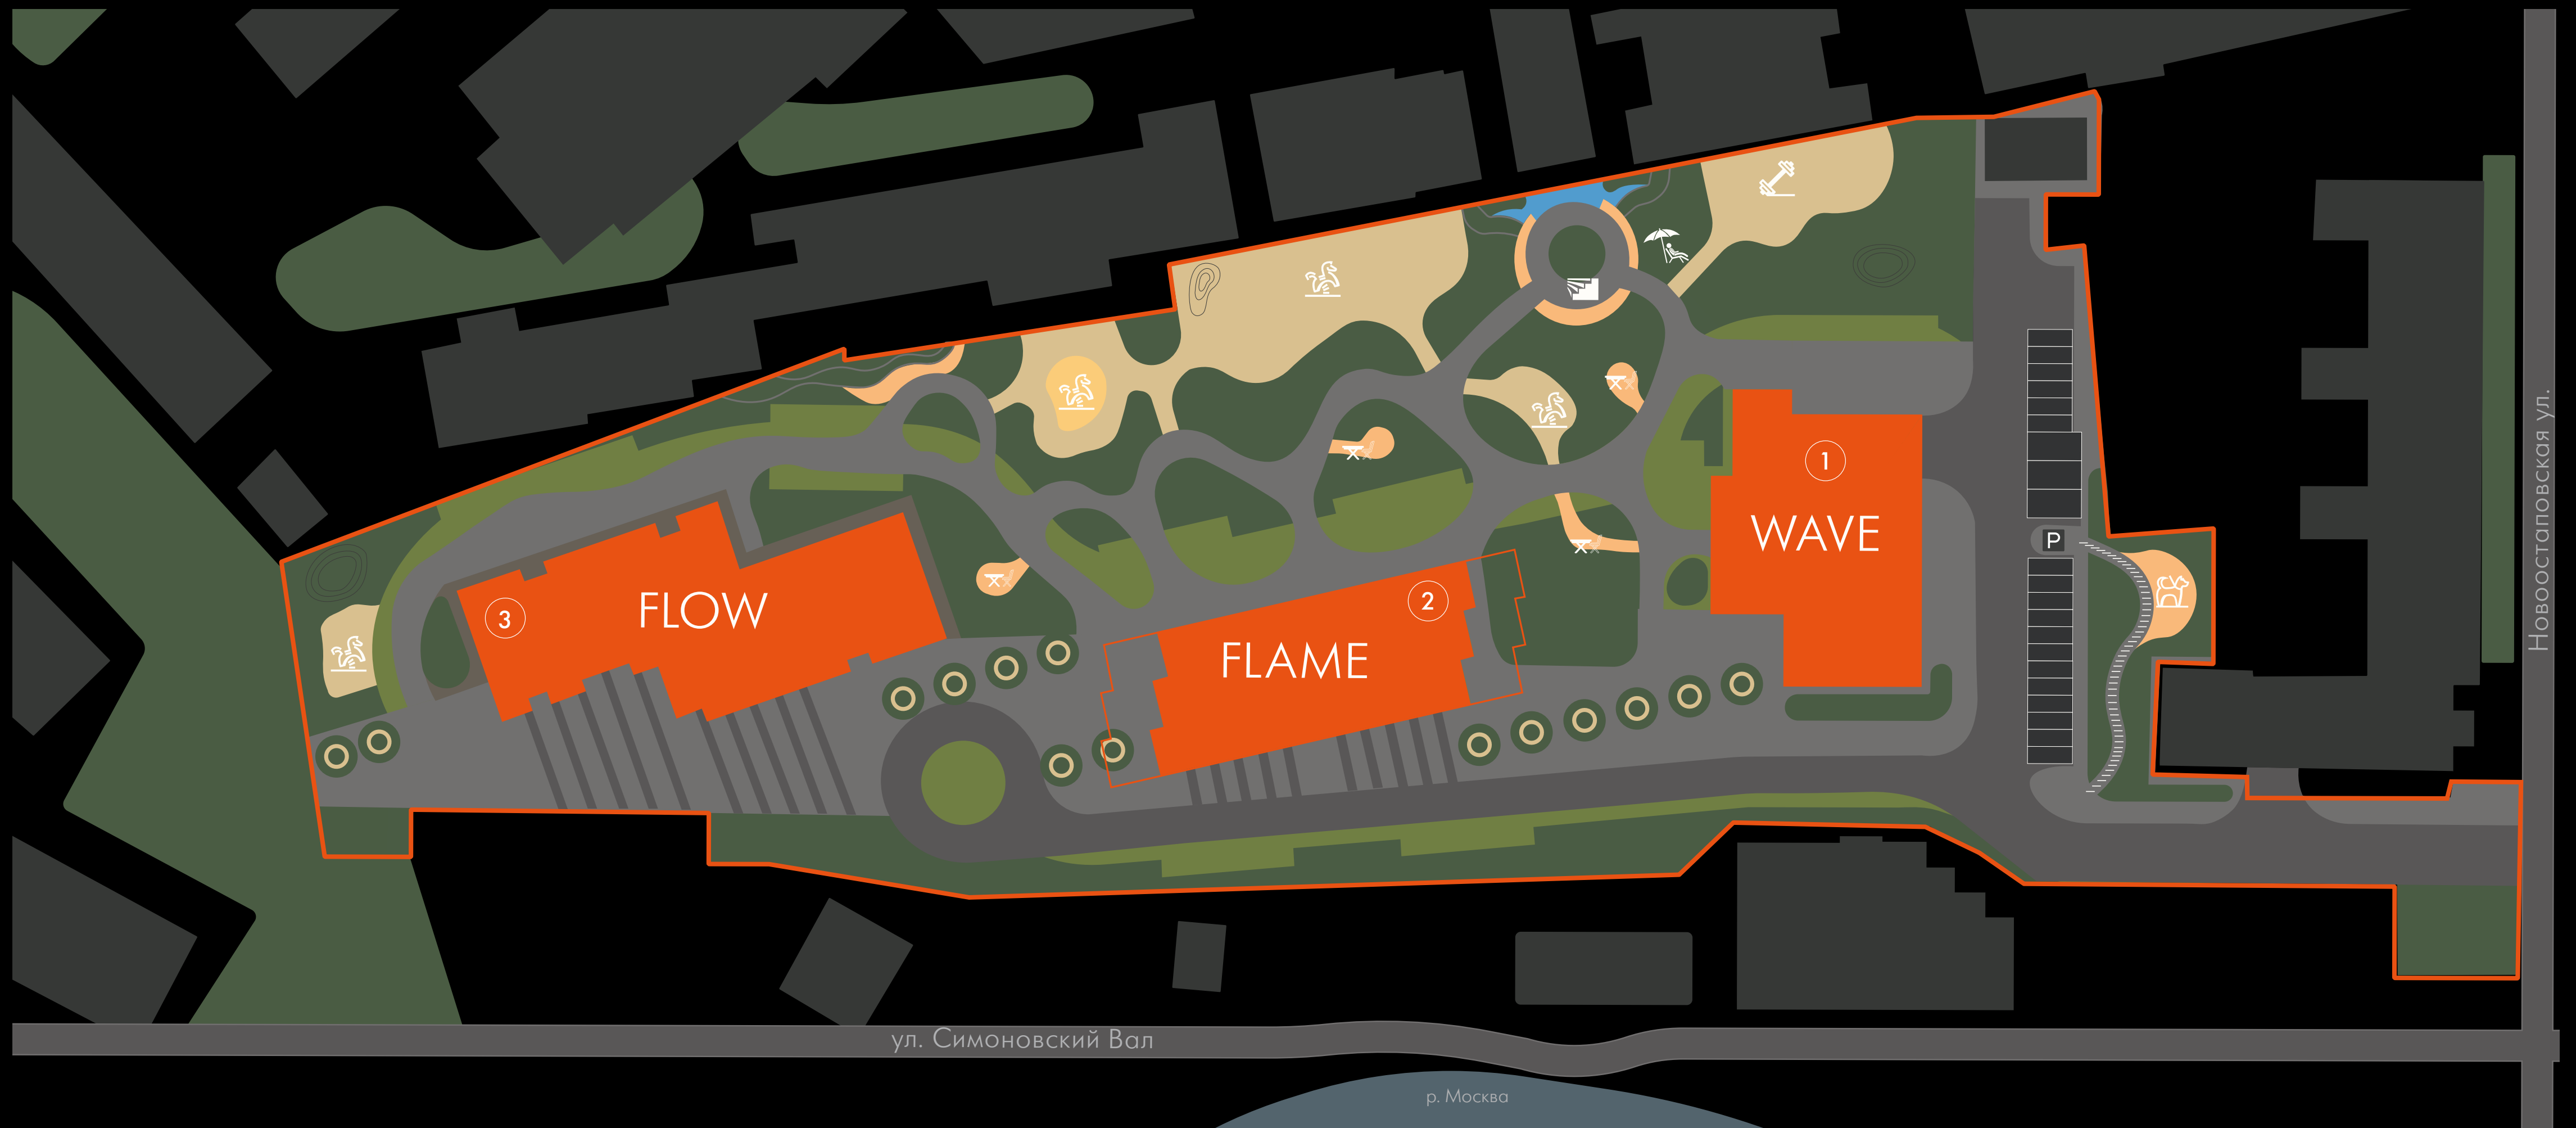 1
WAVE
P
2
FLAME
3
FLOW
Новоостаповская ул.
ул. Симоновский Вал
р. Москва